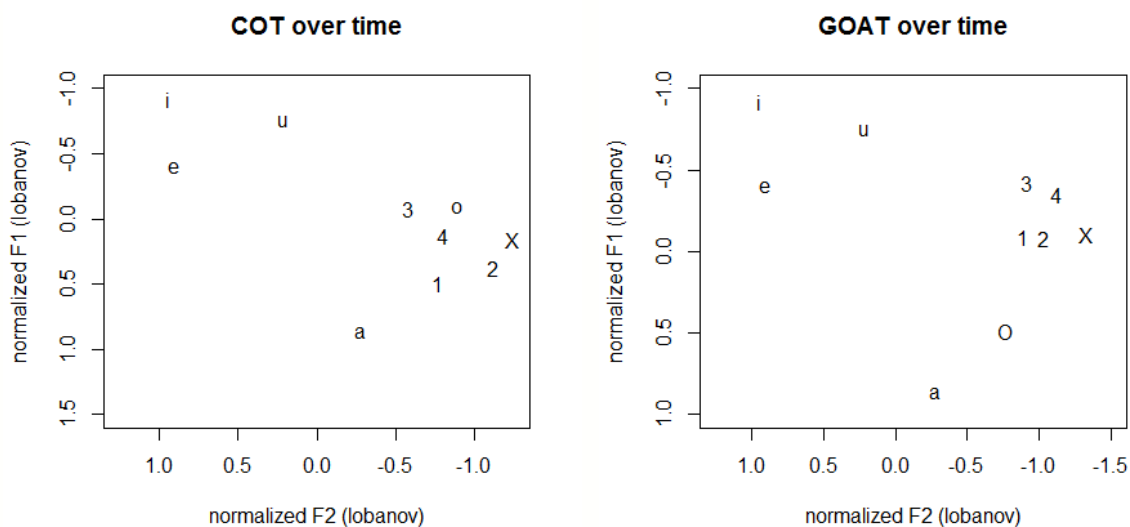 COT over time
normalized F1 (lobanov)
-1.0
-0.5
0.0
0.5
1.0
1.5
i
u
e
3
o
4
X
2
1
a
1.0 0.5 0.0 -0.5 -1.0
normalized F2 (lobanov)
GOAT over time
normalized F1 (lobanov)
-1.0
-0.5
0.0
0.5
1.0
i
u
e
3
4
1 2 X
O
a
1.0 0.5 0.0 -0.5 -1.0 -1.5
normalized F2 (lobanov)